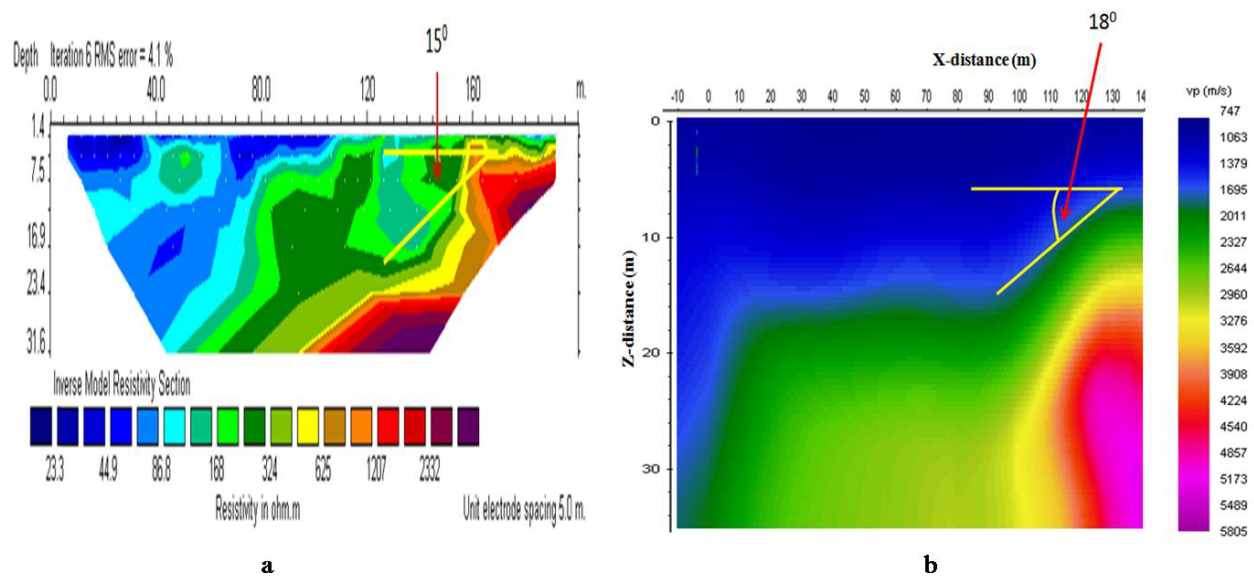 15⁰
Depth Iteration 6 RMS error = 4.1 %
0.0 40.0 80.0 120 160 m.
1.4
7.5
16.9
23.4
31.6
Inverse Model Resistivity Section
23.3 44.9 86.8 168 324 625 1207 2332
Resistivity in ohm.m Unit electrode spacing 5.0 m.
a
18⁰
X-distance (m)
-10 0 10 20 30 40 50 60 70 80 90 100 110 120 130 14
Z-distance (m)
0
10
20
30
vp (m/s)
747
1063
1379
1695
2011
2327
2644
2960
3276
3592
3908
4224
4540
4857
5173
5489
5805
b